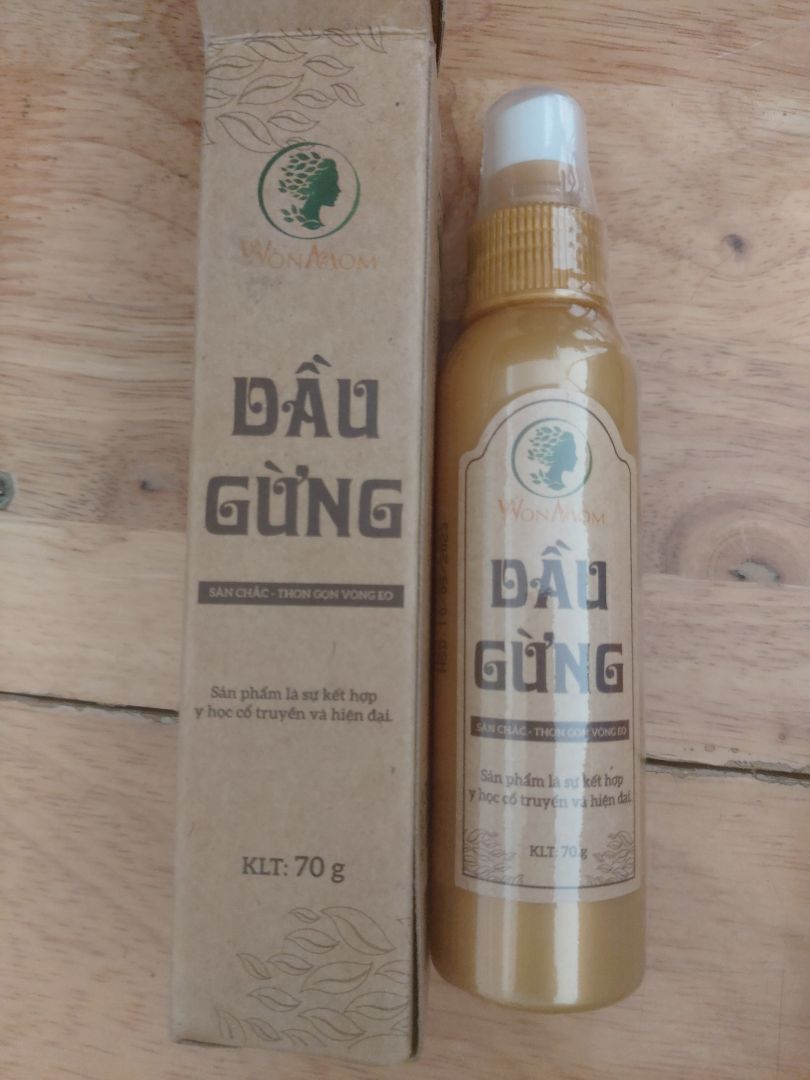 WONMOM
DẦU
GỪNG
SĂN CHẮC - THON GỌN VÒNG EO
Sản phẩm là sự kết hợp
y học cổ truyền và hiện đại.
KLT: 70 g
WONMOM
DẦU
GỪNG
SĂN CHẮC - THON GỌN VÒNG EO
Sản phẩm là sự kết hợp
y học cổ truyền và hiện đại.
KLT: 70 g